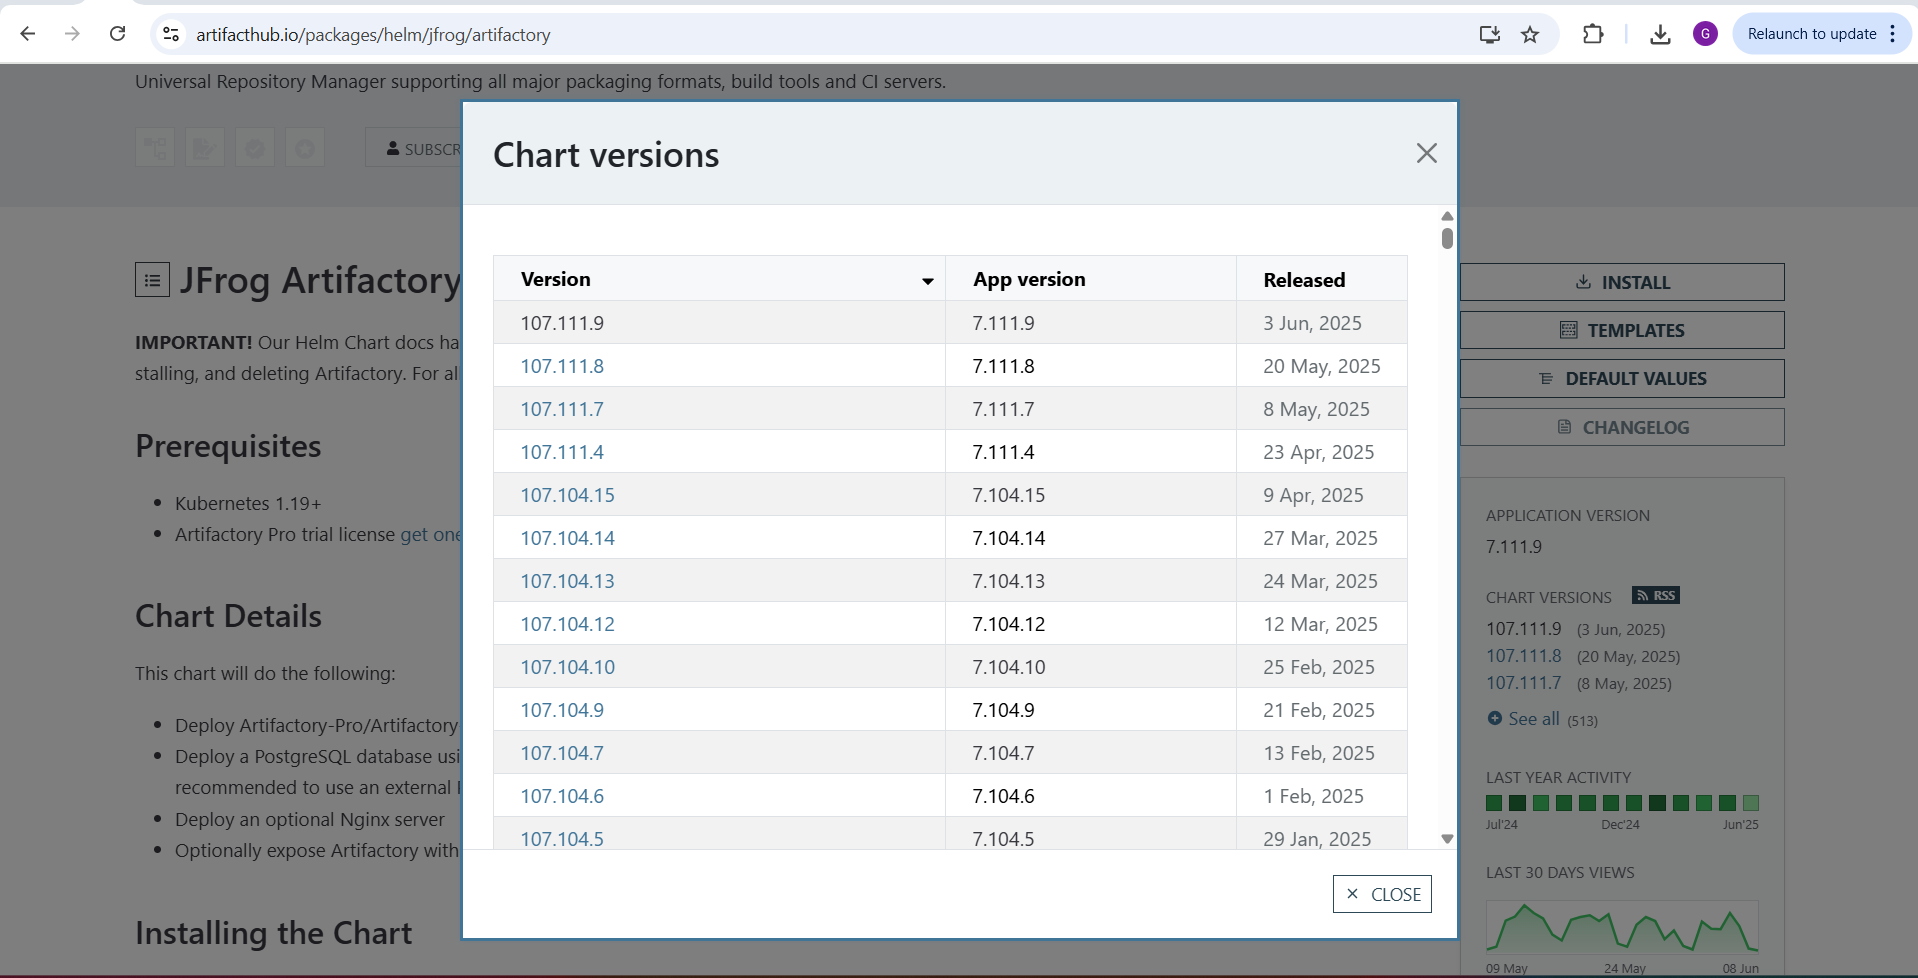 artifacthub.io/packages/helm/jfrog/artifactory
G
Relaunch to update
Universal Repository Manager supporting all major packaging formats, build tools and CI servers.
SUBSCR
Chart versions
JFrog Artifactory
IMPORTANT! Our Helm Chart docs ha
stalling, and deleting Artifactory. For al
Prerequisites
Kubernetes 1.19+
Artifactory Pro trial license get one
Chart Details
This chart will do the following:
Deploy Artifactory-Pro/Artifactory
Deploy a PostgreSQL database usi
recommended to use an external
Deploy an optional Nginx server
Optionally expose Artifactory with
Installing the Chart
Version App version Released
107.111.9 7.111.9 3 Jun, 2025
107.111.8 7.111.8 20 May, 2025
107.111.7 7.111.7 8 May, 2025
107.111.4 7.111.4 23 Apr, 2025
107.104.15 7.104.15 9 Apr, 2025
107.104.14 7.104.14 27 Mar, 2025
107.104.13 7.104.13 24 Mar, 2025
107.104.12 7.104.12 12 Mar, 2025
107.104.10 7.104.10 25 Feb, 2025
107.104.9 7.104.9 21 Feb, 2025
107.104.7 7.104.7 13 Feb, 2025
107.104.6 7.104.6 1 Feb, 2025
107.104.5 7.104.5 29 Jan, 2025
CLOSE
INSTALL
TEMPLATES
DEFAULT VALUES
CHANGELOG
APPLICATION VERSION
7.111.9
CHART VERSIONS RSS
107.111.9 (3 Jun, 2025)
107.111.8 (20 May, 2025)
107.111.7 (8 May, 2025)
See all (513)
LAST YEAR ACTIVITY
Jul'24 Dec'24 Jun'25
LAST 30 DAYS VIEWS
09 May 24 May 08 Jun